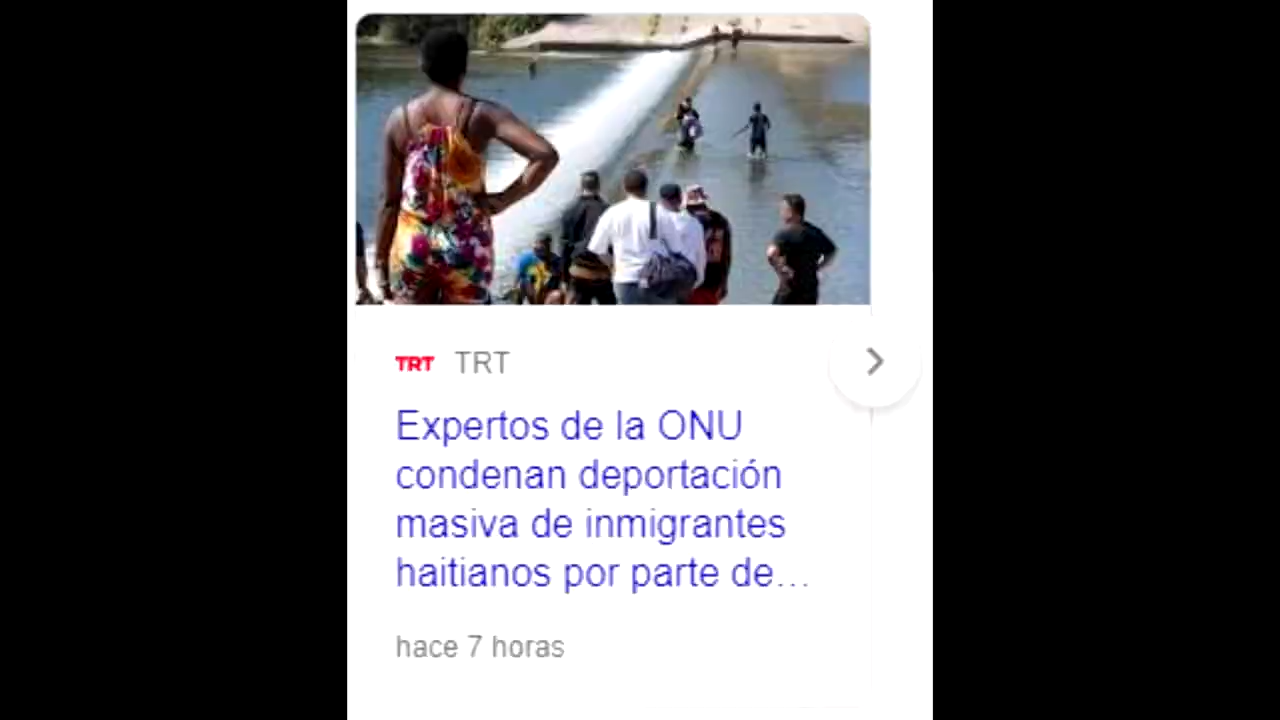 TRT TRT
Expertos de la ONU
condenan deportación
masiva de inmigrantes
haitianos por parte de...
hace 7 horas